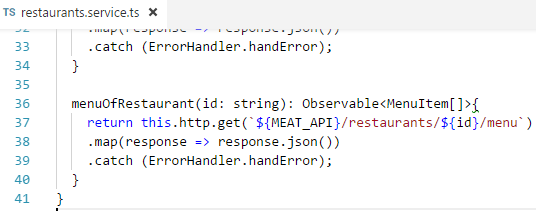 TS restaurants.service.ts ×
32 .map(response => response.json())
33 .catch (ErrorHandler.handError);
34 }
35
36 menuOfRestaurant(id: string): Observable<MenuItem[]>{
37 return this.http.get(`${MEAT_API}/restaurants/${id}/menu`)
38 .map(response => response.json())
39 .catch (ErrorHandler.handError);
40 }
41 }